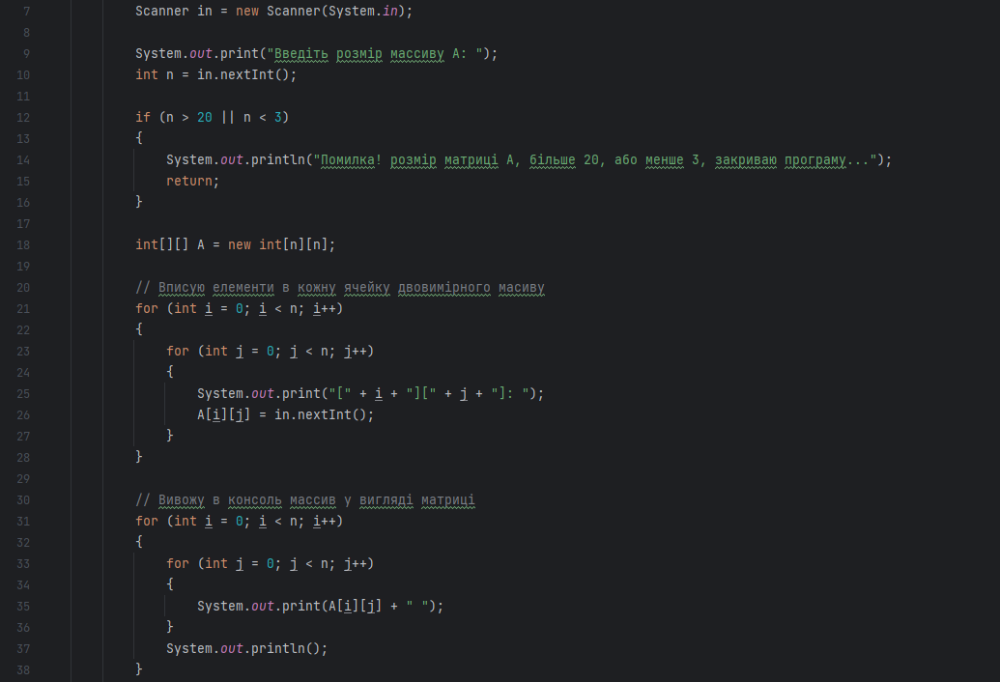 7 Scanner in = new Scanner(System.in);
8
9 System.out.print("Введіть розмір массиву A: ");
10 int n = in.nextInt();
11
12 if (n > 20 || n < 3)
13 {
14 System.out.println("Помилка! розмір матриці A, більше 20, або менше 3, закриваю програму...");
15 return;
16 }
17
18 int[][] A = new int[n][n];
19
20 // Вписую елементи в кожну ячейку двовимірного масиву
21 for (int i = 0; i < n; i++)
22 {
23 for (int j = 0; j < n; j++)
24 {
25 System.out.print("[" + i + "][" + j + "]: ");
26 A[i][j] = in.nextInt();
27 }
28 }
29
30 // Вивожу в консоль массив у вигляді матриці
31 for (int i = 0; i < n; i++)
32 {
33 for (int j = 0; j < n; j++)
34 {
35 System.out.print(A[i][j] + " ");
36 }
37 System.out.println();
38 }